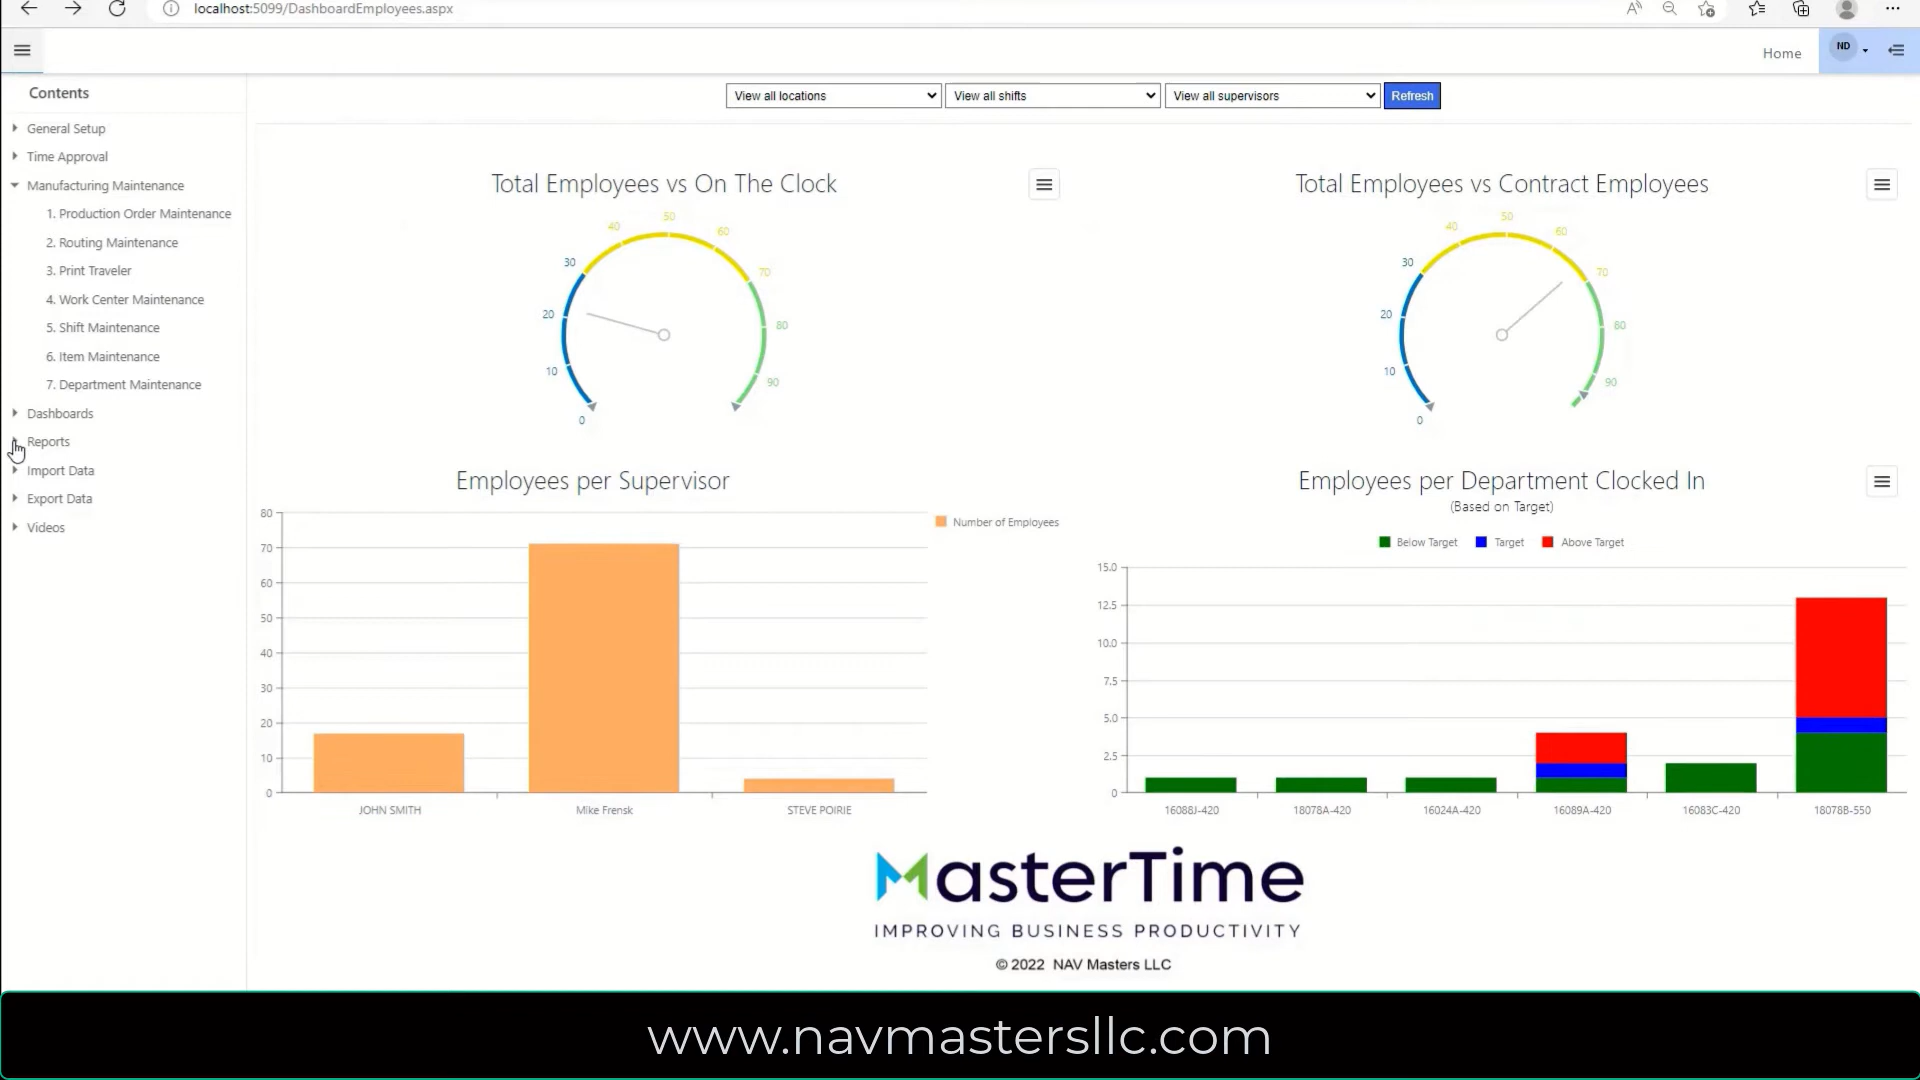 localhost:5099/DashboardEmployees.aspx
Home
ND
Contents
General Setup
Time Approval
Manufacturing Maintenance
1. Production Order Maintenance
2. Routing Maintenance
3. Print Traveler
4. Work Center Maintenance
5. Shift Maintenance
6. Item Maintenance
7. Department Maintenance
Dashboards
Reports
Import Data
Export Data
Videos
View all locations
View all shifts
View all supervisors
Refresh
Total Employees vs On The Clock
0
10
20
30
40
50
60
70
80
90
Total Employees vs Contract Employees
0
10
20
30
40
50
60
70
80
90
Employees per Supervisor
Number of Employees
80
70
60
50
40
30
20
10
0
JOHN SMITH
Mike Frensk
STEVE POIRIE
Employees per Department Clocked In
(Based on Target)
Below Target
Target
Above Target
15.0
12.5
10.0
7.5
5.0
2.5
0
16088J-420
18078A-420
16024A-420
16089A-420
16083C-420
18078B-550
MasterTime
IMPROVING BUSINESS PRODUCTIVITY
© 2022 NAV Masters LLC
www.navmastersllc.com